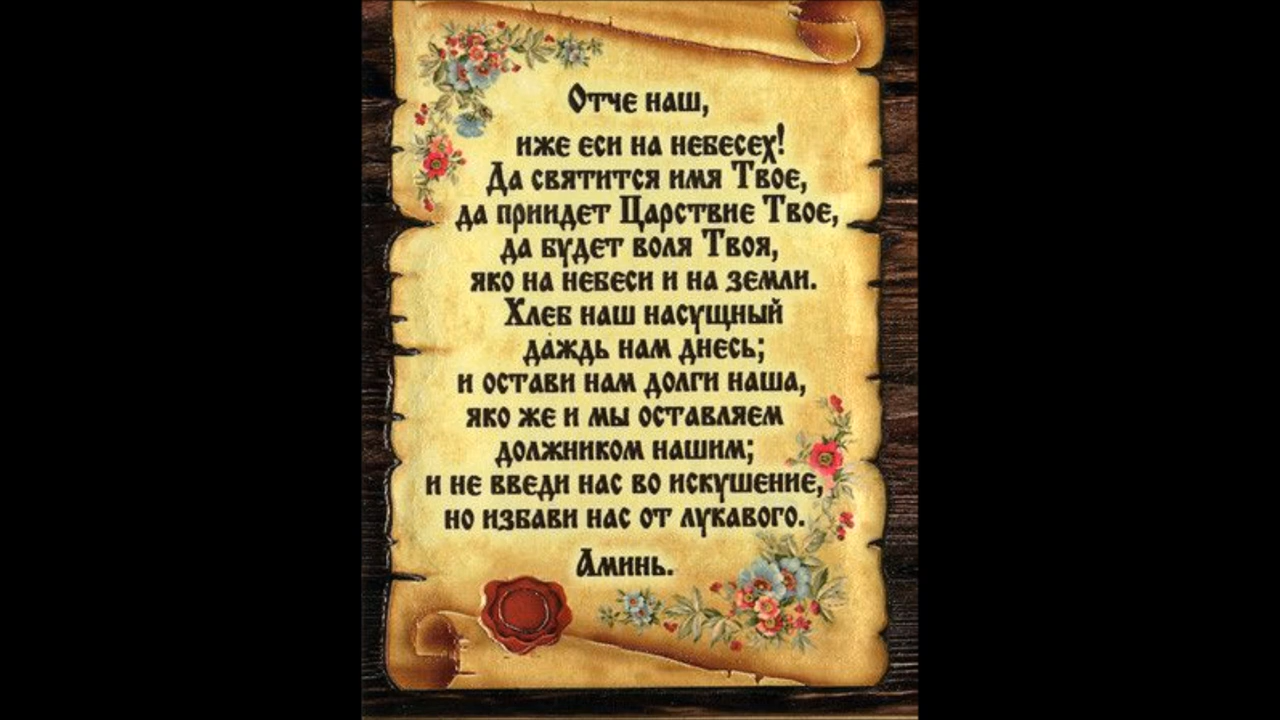 Отче наш,
иже еси на небесех!
Да святится имя Твое,
да приидет Царствие Твое,
да будет воля Твоя,
яко на небеси и на земли.
Хлеб наш насущный
даждь нам днесь;
и остави нам долги наша,
яко же и мы оставляем
должником нашим;
и не введи нас во искушение,
но избави нас от лукавого.
Аминь.